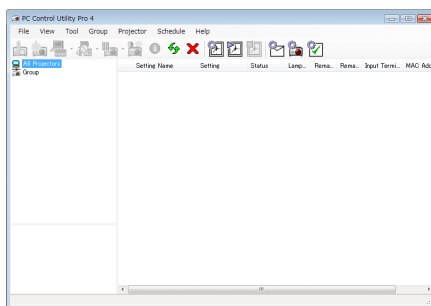 PC Control Utility Pro 4
File View Tool Group Projector Schedule Help
All Projectors
Group
Setting Name Setting Status Lamp... Rema... Rema... Input Termi... MAC Add